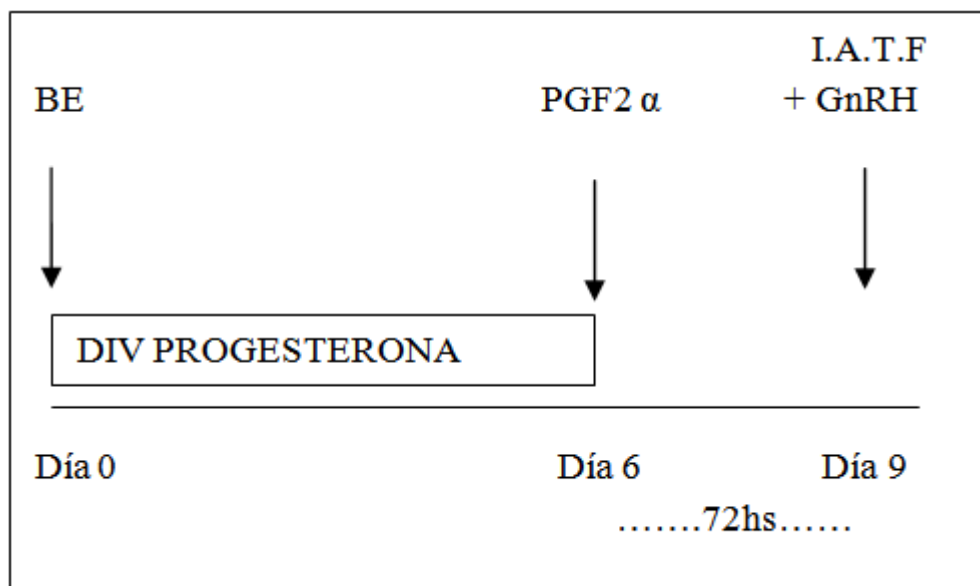 I.A.T.F
BE PGF2 α + GnRH
DIV PROGESTERONA
Día 0 Día 6 Día 9
…….72hs……